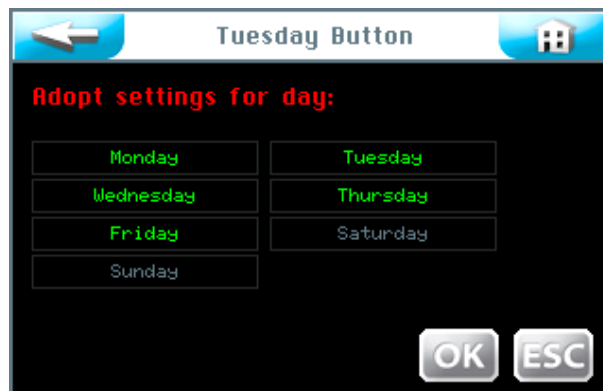 Tuesday Button
Adopt settings for day:
Monday Tuesday
Wednesday Thursday
Friday Saturday
Sunday
OK ESC